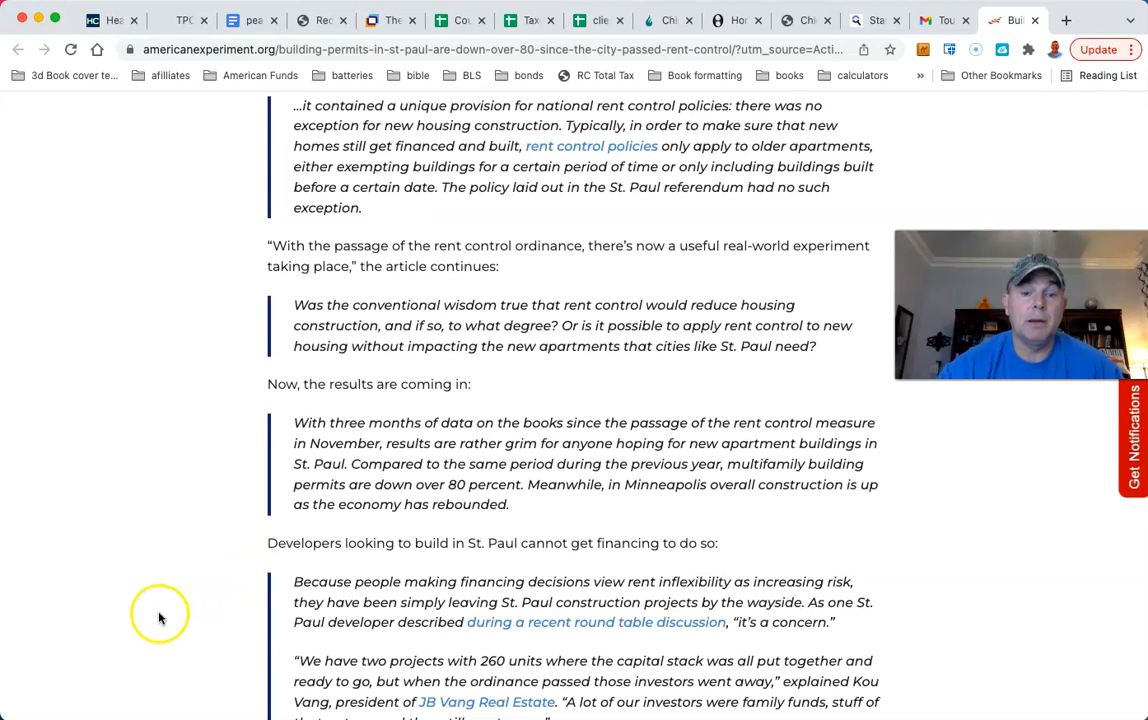 Hea
TPC
pea
Rec
The
Cou
Tax
clie
Chi
Hor
Chi
Sta
Tou
Buil
americanexperiment.org/building-permits-in-st-paul-are-down-over-80-since-the-city-passed-rent-control/?utm_source=Acti...
Update
3d Book cover te...
afilliates
American Funds
batteries
bible
BLS
bonds
RC Total Tax
Book formatting
books
calculators
»
Other Bookmarks
Reading List
...it contained a unique provision for national rent control policies: there was no
exception for new housing construction. Typically, in order to make sure that new
homes still get financed and built, rent control policies only apply to older apartments,
either exempting buildings for a certain period of time or only including buildings built
before a certain date. The policy laid out in the St. Paul referendum had no such
exception.
“With the passage of the rent control ordinance, there’s now a useful real-world experiment
taking place,” the article continues:
Was the conventional wisdom true that rent control would reduce housing
construction, and if so, to what degree? Or is it possible to apply rent control to new
housing without impacting the new apartments that cities like St. Paul need?
Now, the results are coming in:
With three months of data on the books since the passage of the rent control measure
in November, results are rather grim for anyone hoping for new apartment buildings in
St. Paul. Compared to the same period during the previous year, multifamily building
permits are down over 80 percent. Meanwhile, in Minneapolis overall construction is up
as the economy has rebounded.
Developers looking to build in St. Paul cannot get financing to do so:
Because people making financing decisions view rent inflexibility as increasing risk,
they have been simply leaving St. Paul construction projects by the wayside. As one St.
Paul developer described during a recent round table discussion, “it’s a concern.”
“We have two projects with 260 units where the capital stack was all put together and
ready to go, but when the ordinance passed those investors went away,” explained Kou
Vang, president of JB Vang Real Estate. “A lot of our investors were family funds, stuff of
Get Notifications